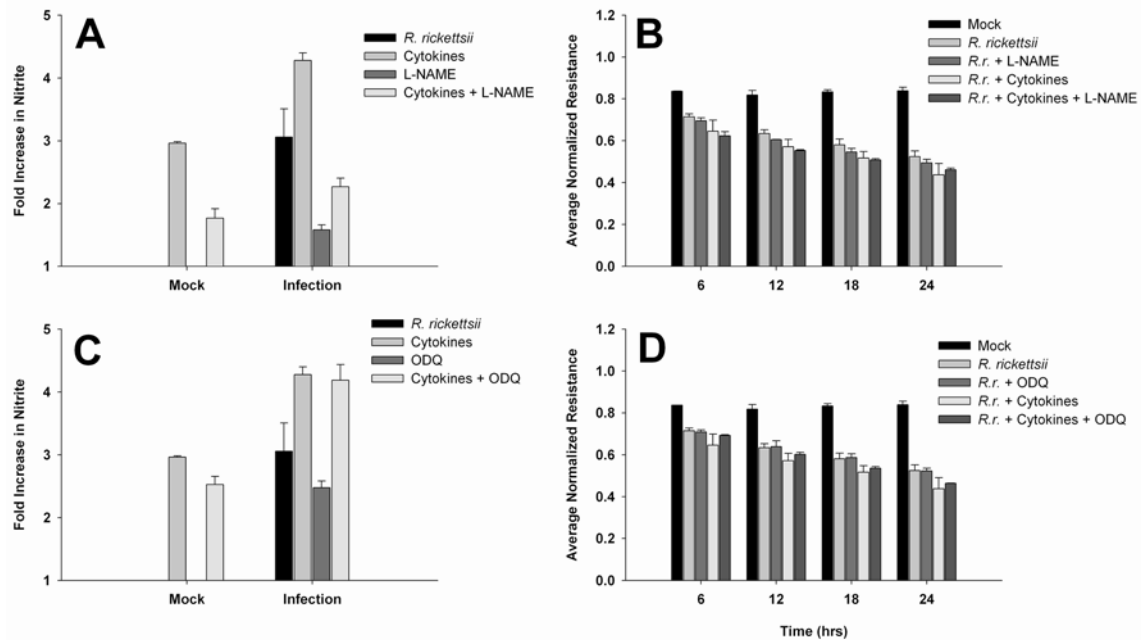 A
Fold Increase in Nitrite
5
4
3
2
1
Mock
Infection
R. rickettsii
Cytokines
L-NAME
Cytokines + L-NAME
B
Average Normalized Resistance
1.2
1.0
0.8
0.6
0.4
0.2
0.0
6
12
18
24
Mock
R. rickettsii
R.r. + L-NAME
R.r. + Cytokines
R.r. + Cytokines + L-NAME
C
Fold Increase in Nitrite
5
4
3
2
1
Mock
Infection
R. rickettsii
Cytokines
ODQ
Cytokines + ODQ
D
Average Normalized Resistance
1.2
1.0
0.8
0.6
0.4
0.2
0.0
6
12
18
24
Time (hrs)
Mock
R. rickettsii
R.r. + ODQ
R.r. + Cytokines
R.r. + Cytokines + ODQ